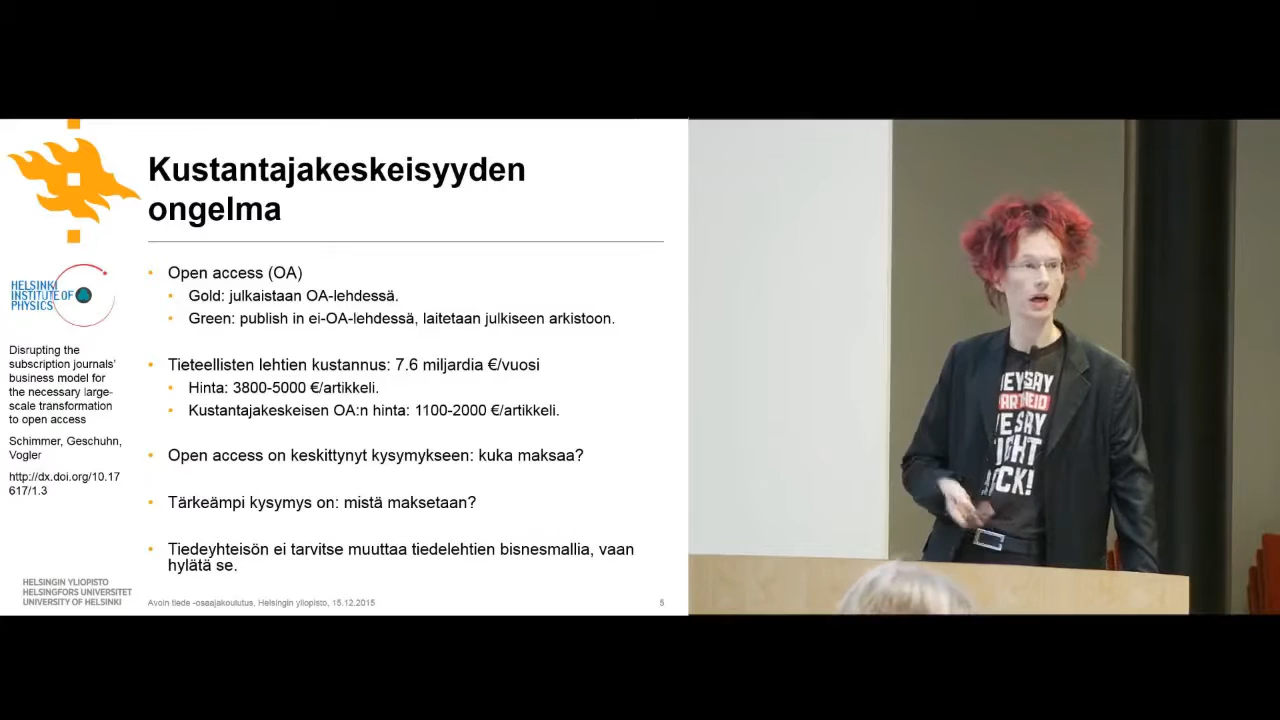 Kustantajakeskeisyyden
ongelma
HELSINKI
INSTITUTE OF
PHYSICS
Disrupting the
subscription journals'
business model for
the necessary large-
scale transformation
to open access
Schimmer, Geschuhn,
Vogler
http://dx.doi.org/10.17
617/1.3
• Open access (OA)
• Gold: julkaistaan OA-lehdessä.
• Green: publish in ei-OA-lehdessä, laitetaan julkiseen arkistoon.
• Tieteellisten lehtien kustannus: 7.6 miljardia €/vuosi
• Hinta: 3800-5000 €/artikkeli.
• Kustantajakeskeisen OA:n hinta: 1100-2000 €/artikkeli.
• Open access on keskittynyt kysymykseen: kuka maksaa?
• Tärkeämpi kysymys on: mistä maksetaan?
• Tiedeyhteisön ei tarvitse muuttaa tiedelehtien bisnesmallia, vaan
hylätä se.
HELSINGIN YLIOPISTO
HELSINGFORS UNIVERSITET
UNIVERSITY OF HELSINKI
Avoin tiede -osaajakoulutus, Helsingin yliopisto, 15.12.2015
5
SAY